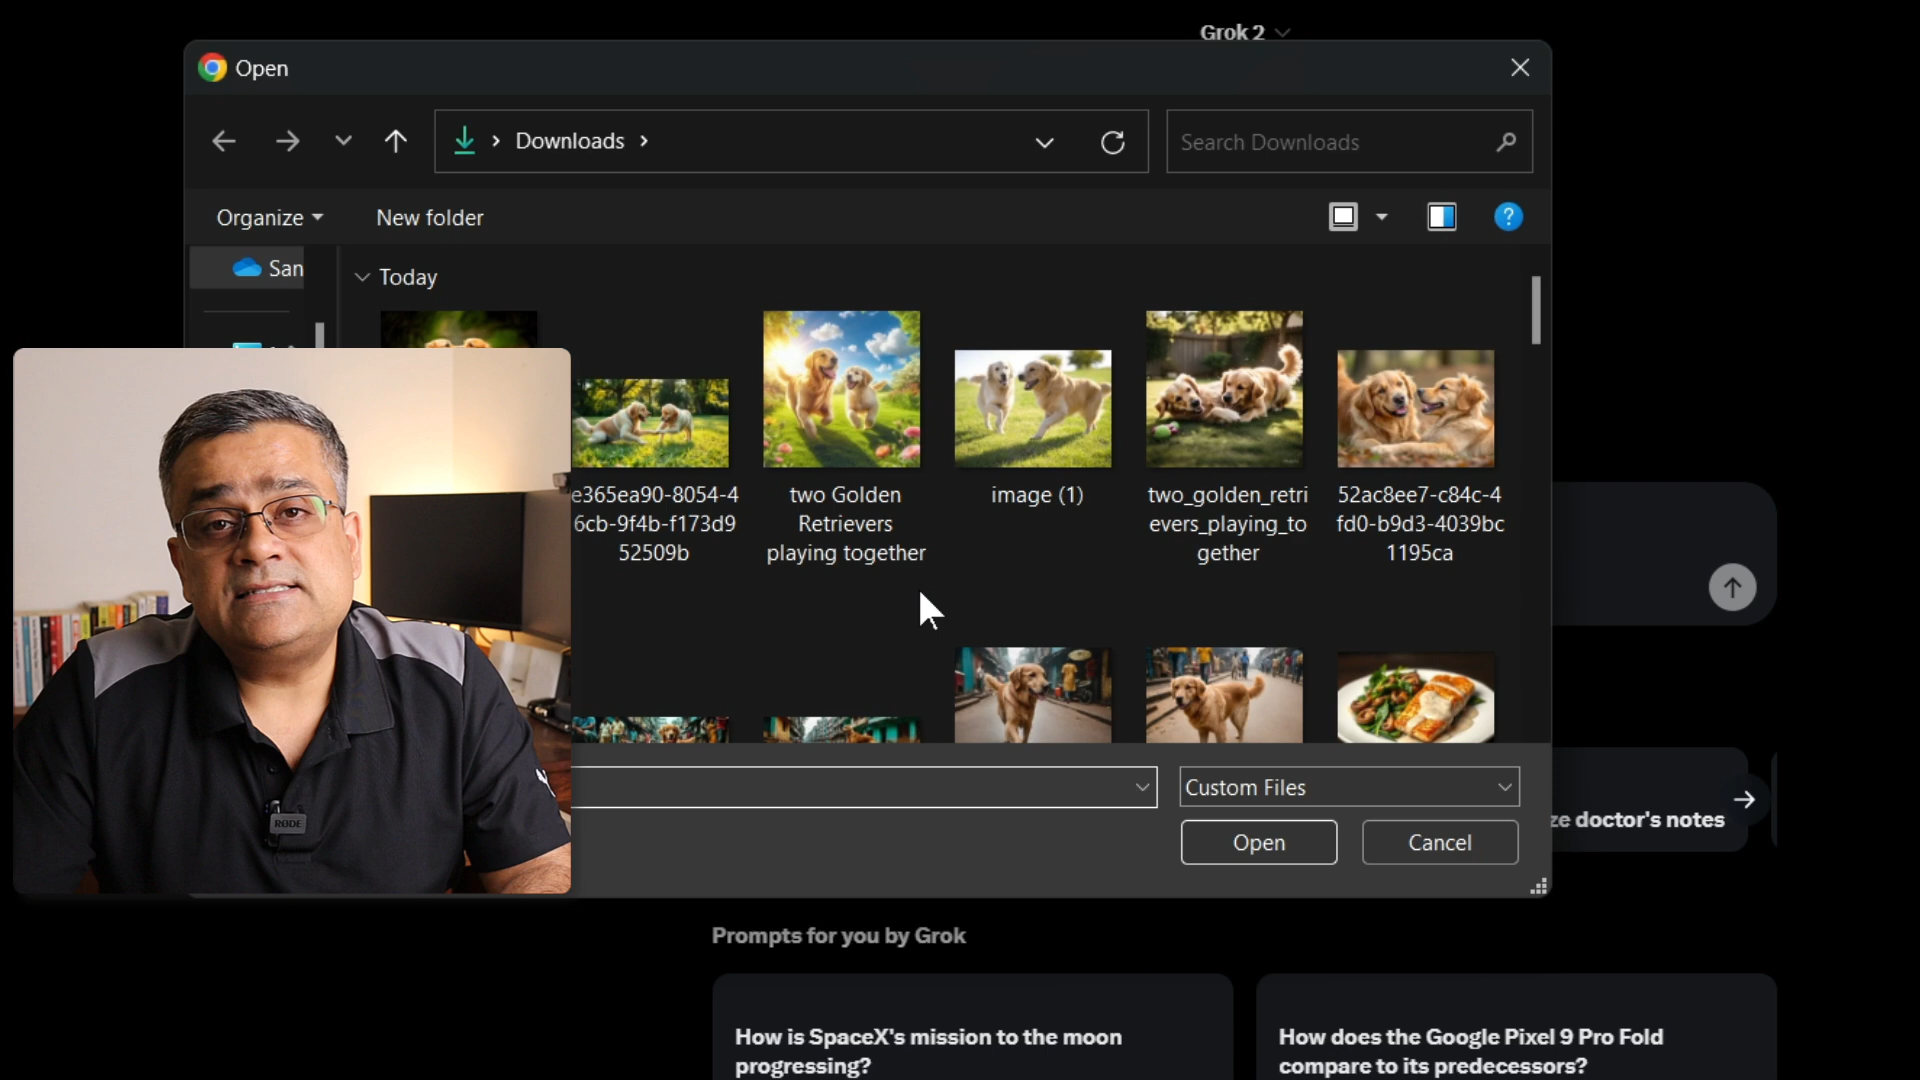 Grok 2
Open
Downloads
Search Downloads
Organize
New folder
San
Today
e365ea90-8054-4
6cb-9f4b-f173d9
52509b
two Golden
Retrievers
playing together
image (1)
two_golden_retri
evers_playing_to
gether
52ac8ee7-c84c-4
fd0-b9d3-4039bc
1195ca
RØDE
Custom Files
Open
Cancel
ze doctor's notes
Prompts for you by Grok
How is SpaceX's mission to the moon
progressing?
How does the Google Pixel 9 Pro Fold
compare to its predecessors?